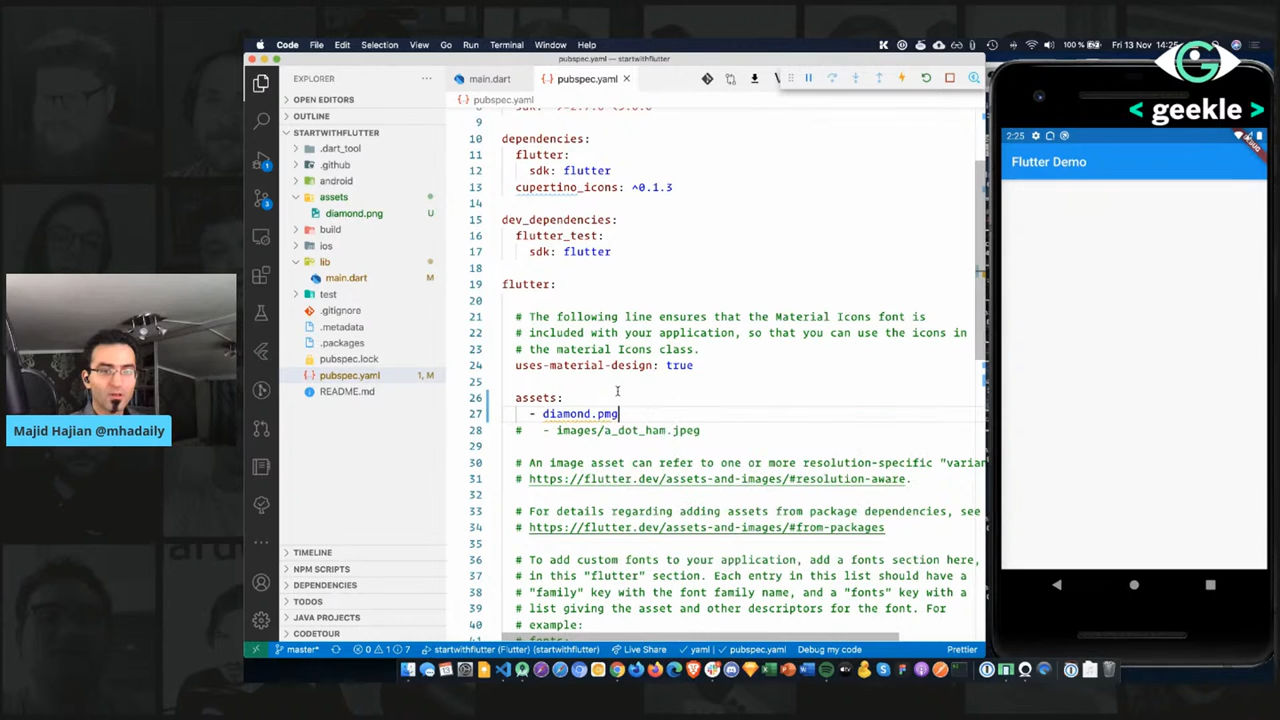 Code File Edit Selection View Go Run Terminal Window Help
100 % Fri 13 Nov 14:25
pubspec.yaml — startwithflutter
geekle
EXPLORER
OPEN EDITORS
OUTLINE
STARTWITHFLUTTER
.dart_tool
.github
android
assets
diamond.png U
build
ios
lib
main.dart M
test
.gitignore
.metadata
.packages
pubspec.lock
pubspec.yaml 1, M
README.md
TIMELINE
NPM SCRIPTS
DEPENDENCIES
TODOS
JAVA PROJECTS
CODETOUR
main.dart pubspec.yaml
pubspec.yaml
9
10 dependencies:
11 flutter:
12 sdk: flutter
13 cupertino_icons: ^0.1.3
14
15 dev_dependencies:
16 flutter_test:
17 sdk: flutter
18
19 flutter:
20
21 # The following line ensures that the Material Icons font is
22 # included with your application, so that you can use the icons in
23 # the material Icons class.
24 uses-material-design: true
25
26 assets:
27 - diamond.pmg
28 # - images/a_dot_ham.jpeg
29
30 # An image asset can refer to one or more resolution-specific "varian
31 # https://flutter.dev/assets-and-images/#resolution-aware.
32
33 # For details regarding adding assets from package dependencies, see
34 # https://flutter.dev/assets-and-images/#from-packages
35
36 # To add custom fonts to your application, add a fonts section here,
37 # in this "flutter" section. Each entry in this list should have a
38 # "family" key with the font family name, and a "fonts" key with a
39 # list giving the asset and other descriptors for the font. For
40 # example:
41 # fonts:
master* 0 1 7 startwithflutter (Flutter) (startwithflutter) Live Share yaml pubspec.yaml Debug my code Prettier
2:25
Flutter Demo
DEBUG
Majid Hajian @mhadaily